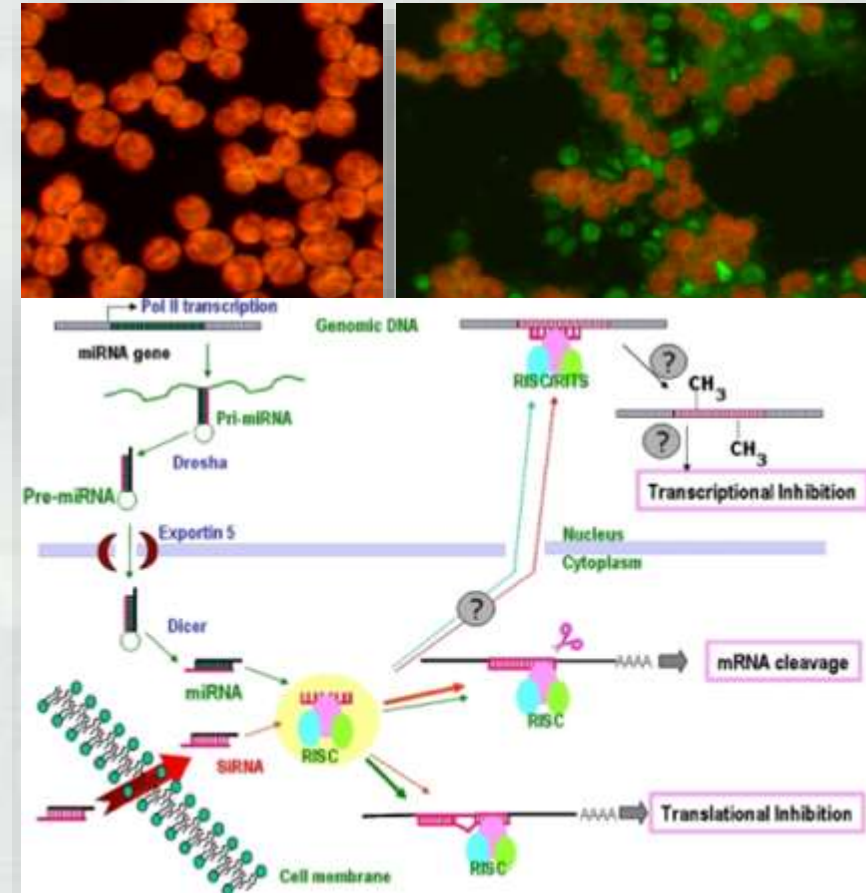 Pol II transcription
miRNA gene
Genomic DNA
RISC/RITS
?
CH3
?
CH3
Pri-miRNA
Drosha
Pre-miRNA
Transcriptional Inhibition
Exportin 5
Nucleus
Cytoplasm
Dicer
?
miRNA
AAAA
mRNA cleavage
RISC
RISC
SiRNA
AAAA
Translational Inhibition
RISC
Cell membrane